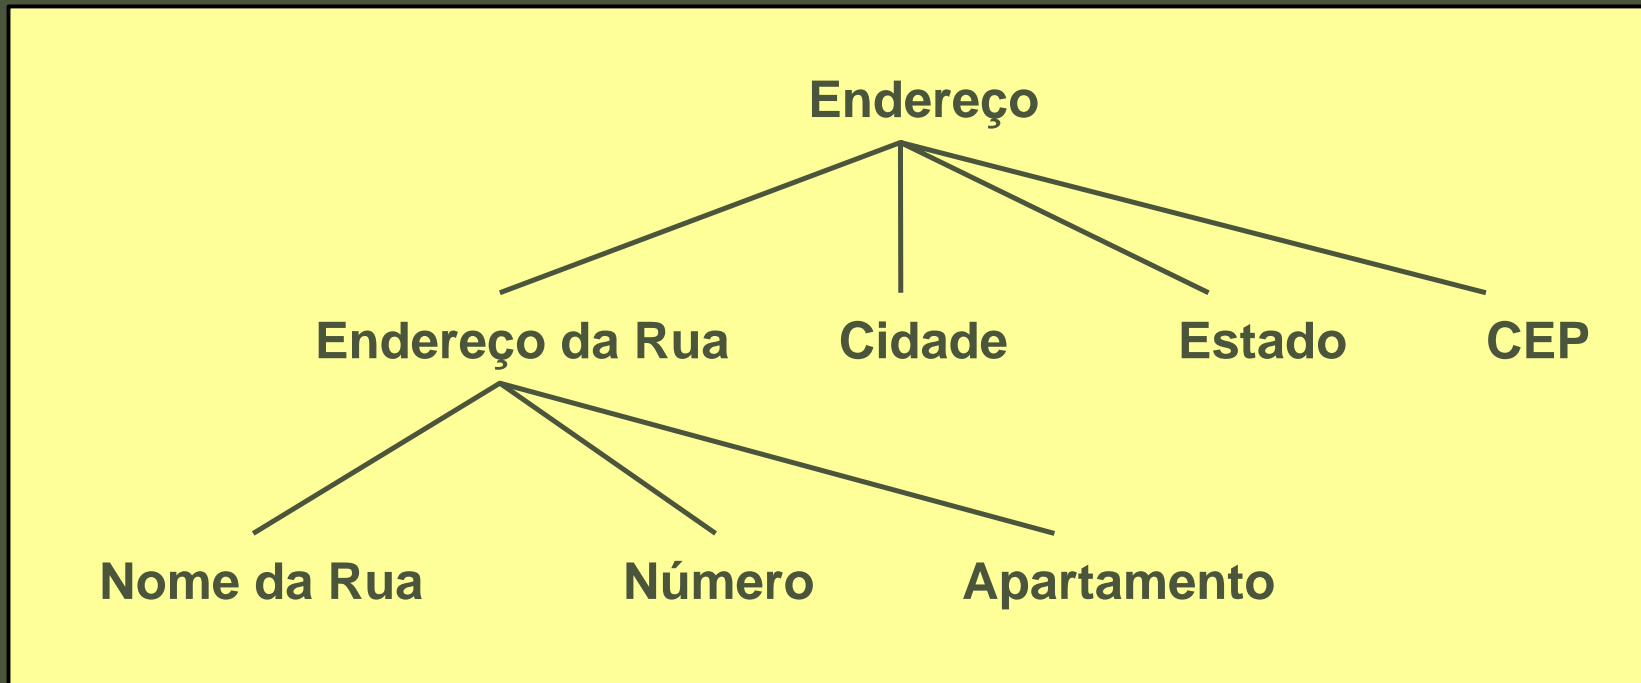 Endereço
Endereço da Rua Cidade Estado CEP
Nome da Rua Número Apartamento